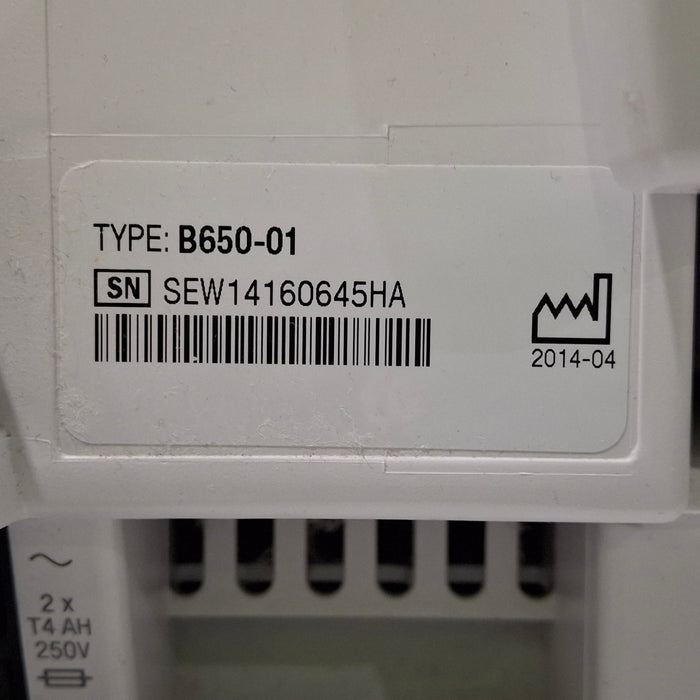 TYPE: B650-01
SN SEW14160645HA
2014-04
2 x
T4 AH
250V